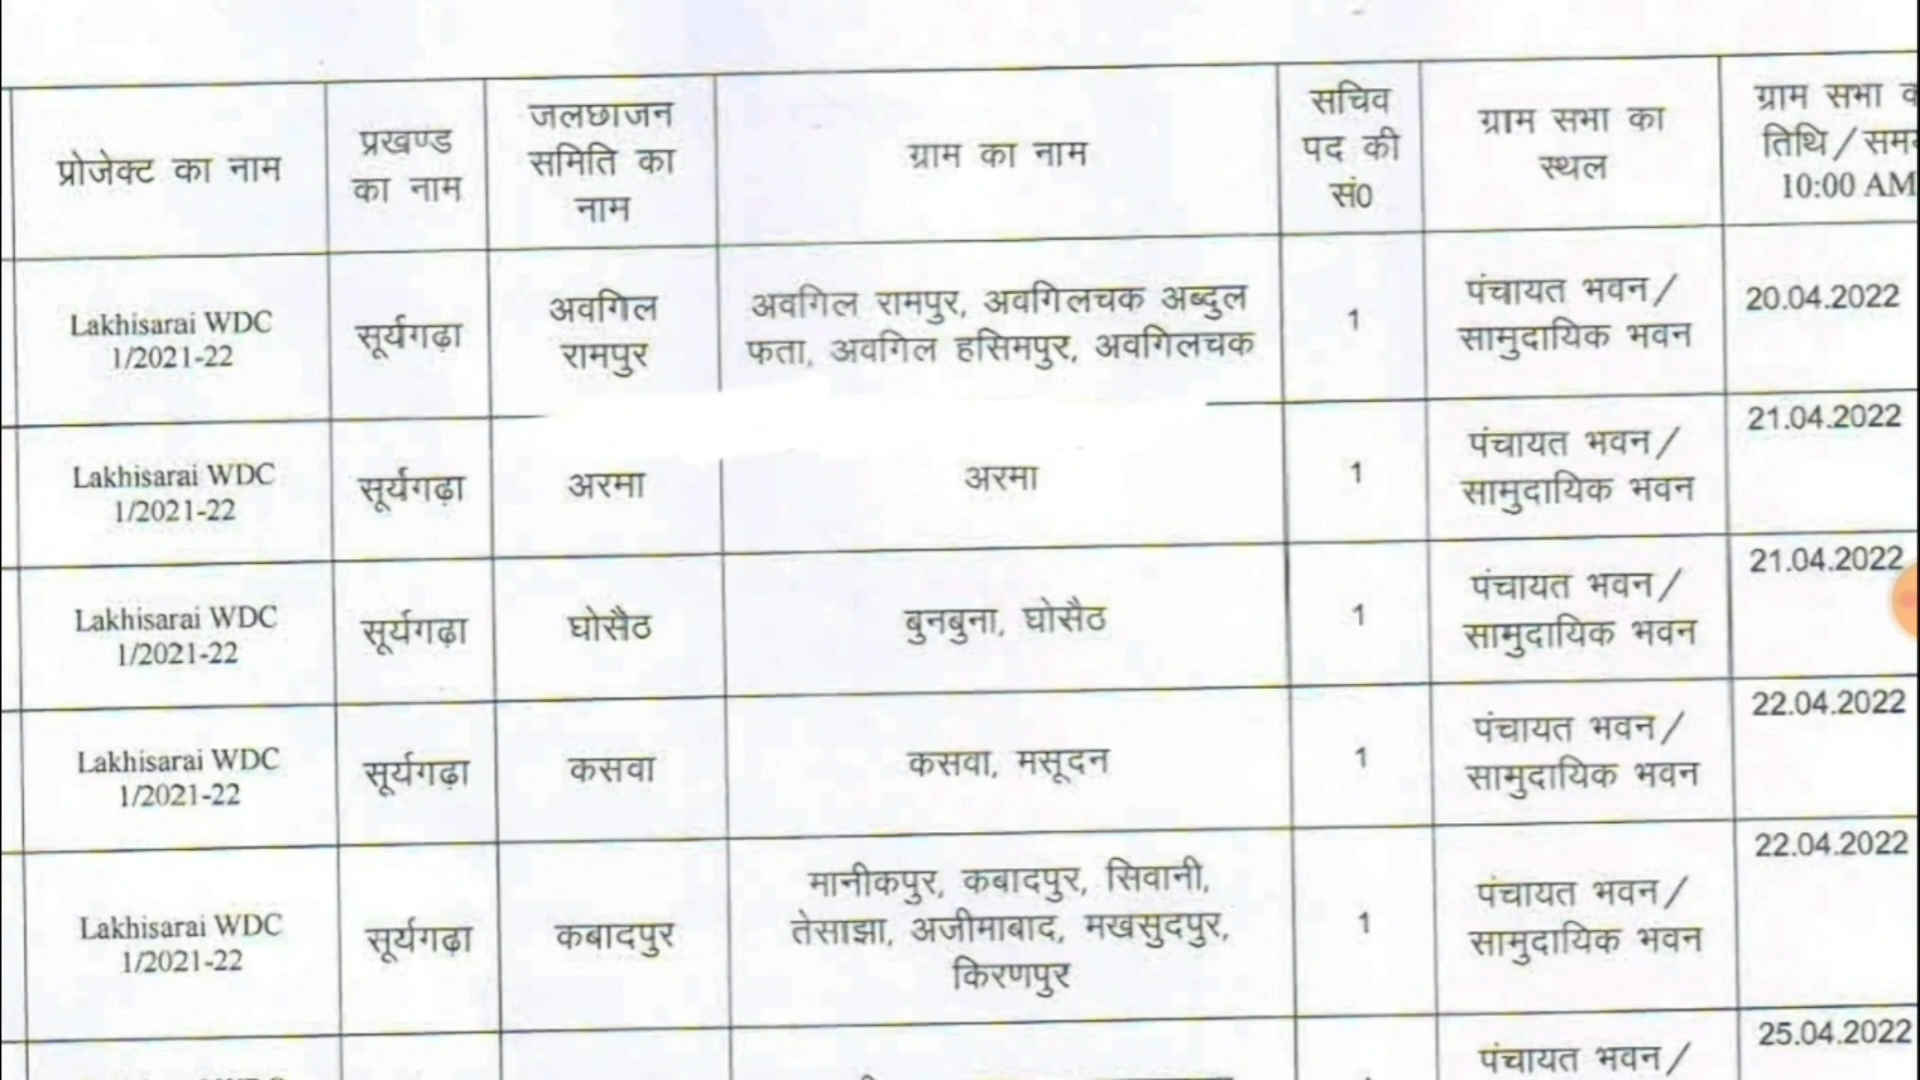 प्रोजेक्ट का नाम
प्रखण्ड
का नाम
जलछाजन
समिति का
नाम
ग्राम का नाम
सचिव
पद की
सं0
ग्राम सभा का
स्थल
ग्राम सभा
तिथि /
10:00 AM
Lakhisarai WDC
1/2021-22
सूर्यगढ़ा
अवगिल
रामपुर
अवगिल रामपुर, अवगिलचक अब्दुल
फता, अवगिल हसिमपुर, अवगिलचक
1
पंचायत भवन /
सामुदायिक भवन
20.04.2022
Lakhisarai WDC
1/2021-22
सूर्यगढ़ा
अरमा
अरमा
1
पंचायत भवन /
सामुदायिक भवन
21.04.2022
Lakhisarai WDC
1/2021-22
सूर्यगढ़ा
घोसैठ
बुनबुना, घोसैठ
1
पंचायत भवन /
सामुदायिक भवन
21.04.2022
Lakhisarai WDC
1/2021-22
सूर्यगढ़ा
कसवा
कसवा, मसूदन
1
पंचायत भवन /
सामुदायिक भवन
22.04.2022
Lakhisarai WDC
1/2021-22
सूर्यगढ़ा
कबादपुर
मानीकपुर, कबादपुर, सिवानी,
तेसाझा, अजीमाबाद, मखसुदपुर,
किरणपुर
1
पंचायत भवन /
सामुदायिक भवन
22.04.2022
पंचायत भवन /
25.04.2022